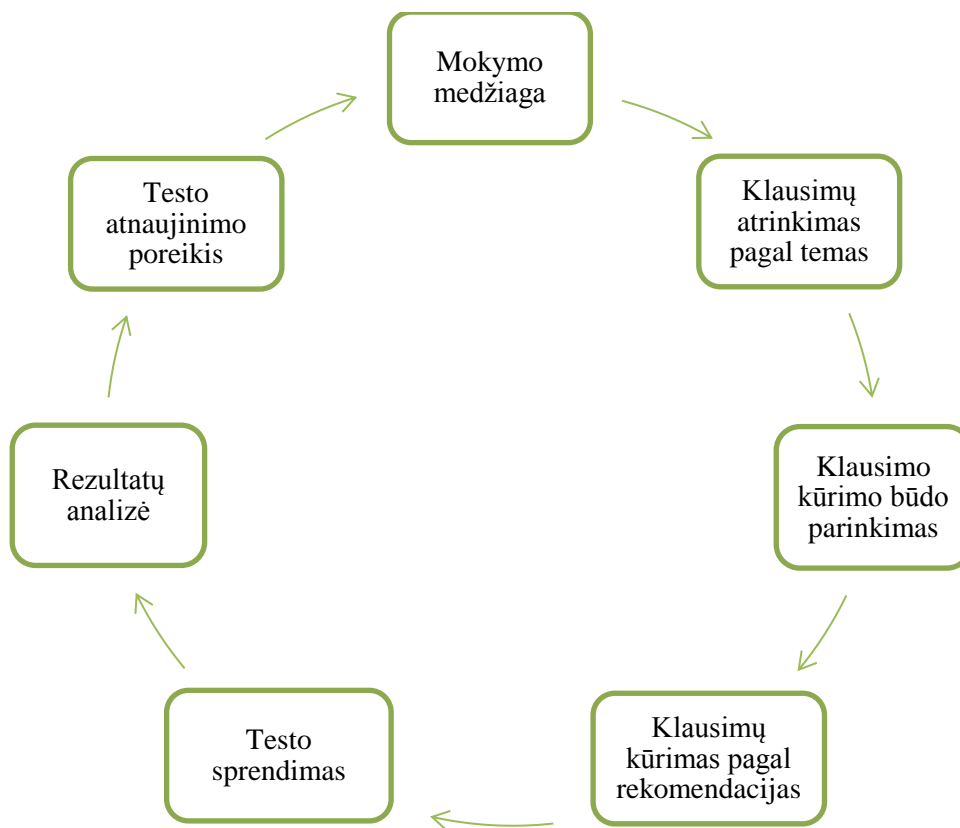 Mokymo
medžiaga
Klausimų
atrinkimas
pagal temas
Klausimo
kūrimo būdo
parinkimas
Klausimų
kūrimas pagal
rekomendacijas
Testo
sprendimas
Rezultatų
analizė
Testo
atnaujinimo
poreikis